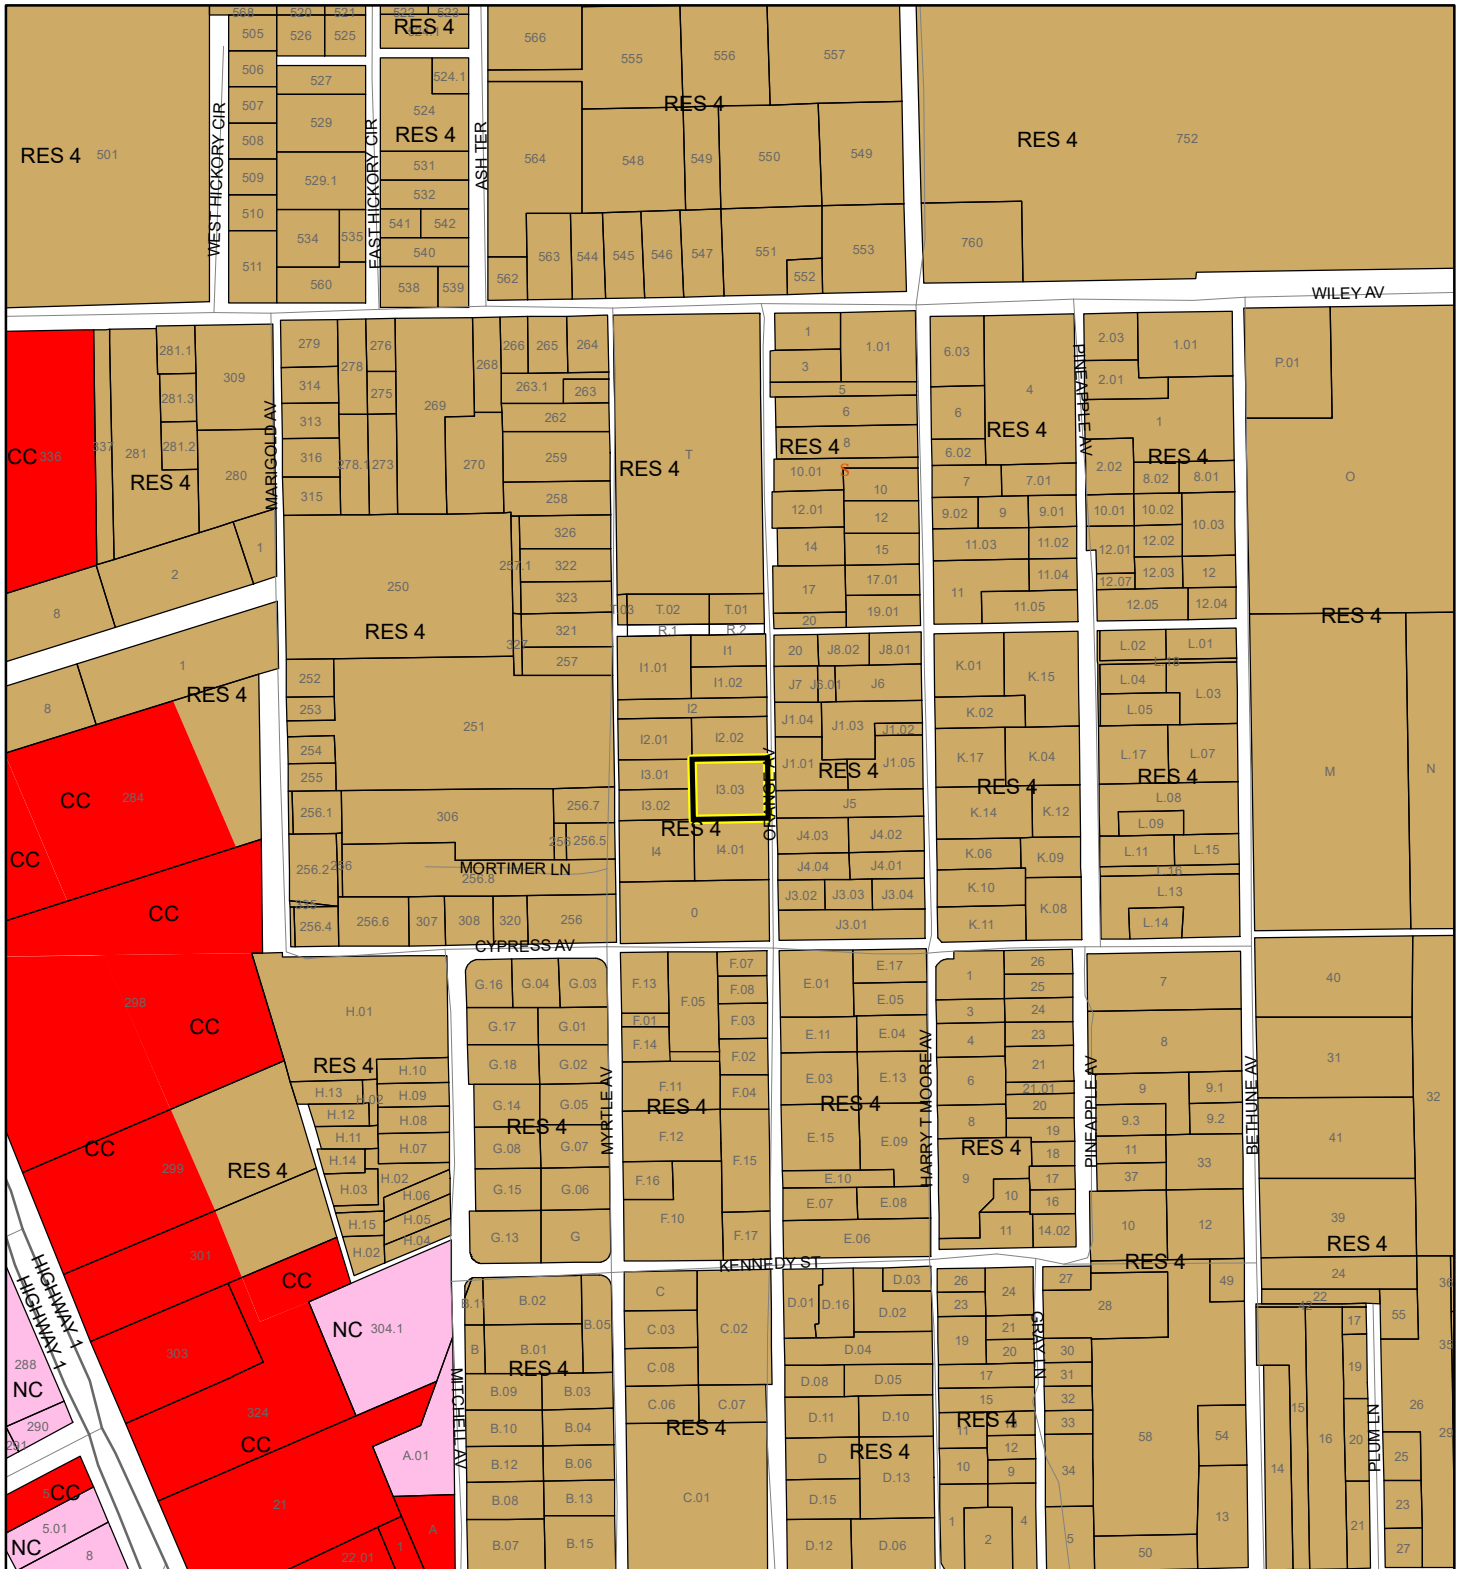 568 520 521 522 523
505 526 525 RES 4 566 555 556 557
506 527 524.1
507 529 524 RES 4 RES 4
508 RES 4 752
RES 4 501 509 529.1 531 564 548 549 550 549
WEST HICKORY CIR
EAST HICKORY CIR
ASH TER
510 532
534 535 541 542
511 540 563 544 545 546 547 551 553 760
560 538 539 562 552
WILEY AV
CC 336 337 281 281.1 281.3 281.2 309 280 RES 4
MARIGOLD AV
279 278 276 268 266 265 264
314 275 269 263.1 263
313 262
316 278.1 273 270 259
315 258
T RES 4
1 1.01
3
5
6
RES 4 8
S
10.01 10
12.01 12
14 15
17 17.01
20 19.01
6.03 4
6 RES 4
6.02
7 7.01
9.02 9 9.01
11.03 11.02
11 11.04
11.05
PINEAPPLE AV
2.03 1.01
2.01
1
2.02 RES 4
8.02 8.01
10.01 10.02 10.03
12.01 12.02
12.07 12.03 12
12.05 12.04
P.01
O
RES 4
M N
1
2
8
1
8 RES 4
250 257.1 326
322
323
RES 4 327 321
257
252 251
253
254
255
256.1 306 256.7
256.5
256.2 256
MORTIMER LN
256.8
335
256.4 256.6 307 308 320 256
T.03 T.02 T.01
R.1 R.2
I1.01 I1
I1.02
I2
I2.01 I2.02
I3.01 I3.03
I3.02
RES 4
I4 I4.01
0
ORANGE AV
20 J8.02 J8.01
J7 J6.01 J6
J1.04 J1.03 J1.02
J1.01 RES 4 J1.05
J5
J4.03 J4.02
J4.04 J4.01
J3.02 J3.03 J3.04
J3.01
K.01 K.15
K.02
K.17 K.04
RES 4
K.14 K.12
K.06 K.09
K.10 K.08
K.11
L.02 L.01
L.04 L.03
L.05
L.17 L.07
RES 4
L.08
L.09
L.11 L.15
L.16
L.13
L.14
CC 284
CC
CC
298
CC
CYPRESS AV
H.01
RES 4 H.10
H.13 H.02 H.09
H.12 H.08
H.11 H.07
H.14 H.02
H.03 H.06
H.15 H.05
H.02 H.04
G.16 G.04 G.03
G.17 G.01
G.18 G.02
G.14 G.05
RES 4
G.08 G.07
G.15 G.06
G.13 G
MYRTLE AV
F.13 F.05 F.07
F.08
F.01 F.03
F.14 F.02
F.11 F.04
RES 4
F.12 F.15
F.16
F.10 F.17
E.01 E.17
E.05
E.11 E.04
E.03 E.13
RES 4
E.15 E.09
E.10
E.07 E.08
E.06
HARRY T MOORE AV
1 26
25
3 24
4 23
6 21
21.01
8 20
19
RES 4 18
9 17
10 16
11 14.02
PINEAPPLE AV
7
8
9 9.1
9.3 9.2
11 33
37
10 12
RES 4
BETHUNE AV
40
31
32
41
39
RES 4
24
22 36
CC 299 RES 4
301
CC
303
324
CC
21
22.01 1 A
KENNEDY ST
NC 304.1
A.01
HIGHWAY 1
HIGHWAY 1
288
NC
290
291
CC
5.01
NC 8
MITCHELL AV
B.11 B.02 B.05
B B.01
RES 4
B.09 B.03
B.10 B.04
B.12 B.06
B.08 B.13
B.07 B.15
C
C.03 C.02
C.08
C.06 C.07
RES 4
C.01
D.01 D.16 D.03
D.02
D.04
D.08 D.05
D.11 D.10
RES 4
D D.13
D.15
D.12 D.06
26 24
23
19 21
20
17
15
RES 4
11 12
10 9
1 2 4
GRAY LN
27 28 49
30
31
32
33
34 58 54
13
5 50
42
17 55
19 35
15 16 20 26 29
25
14 23
21 27
PLUM LN